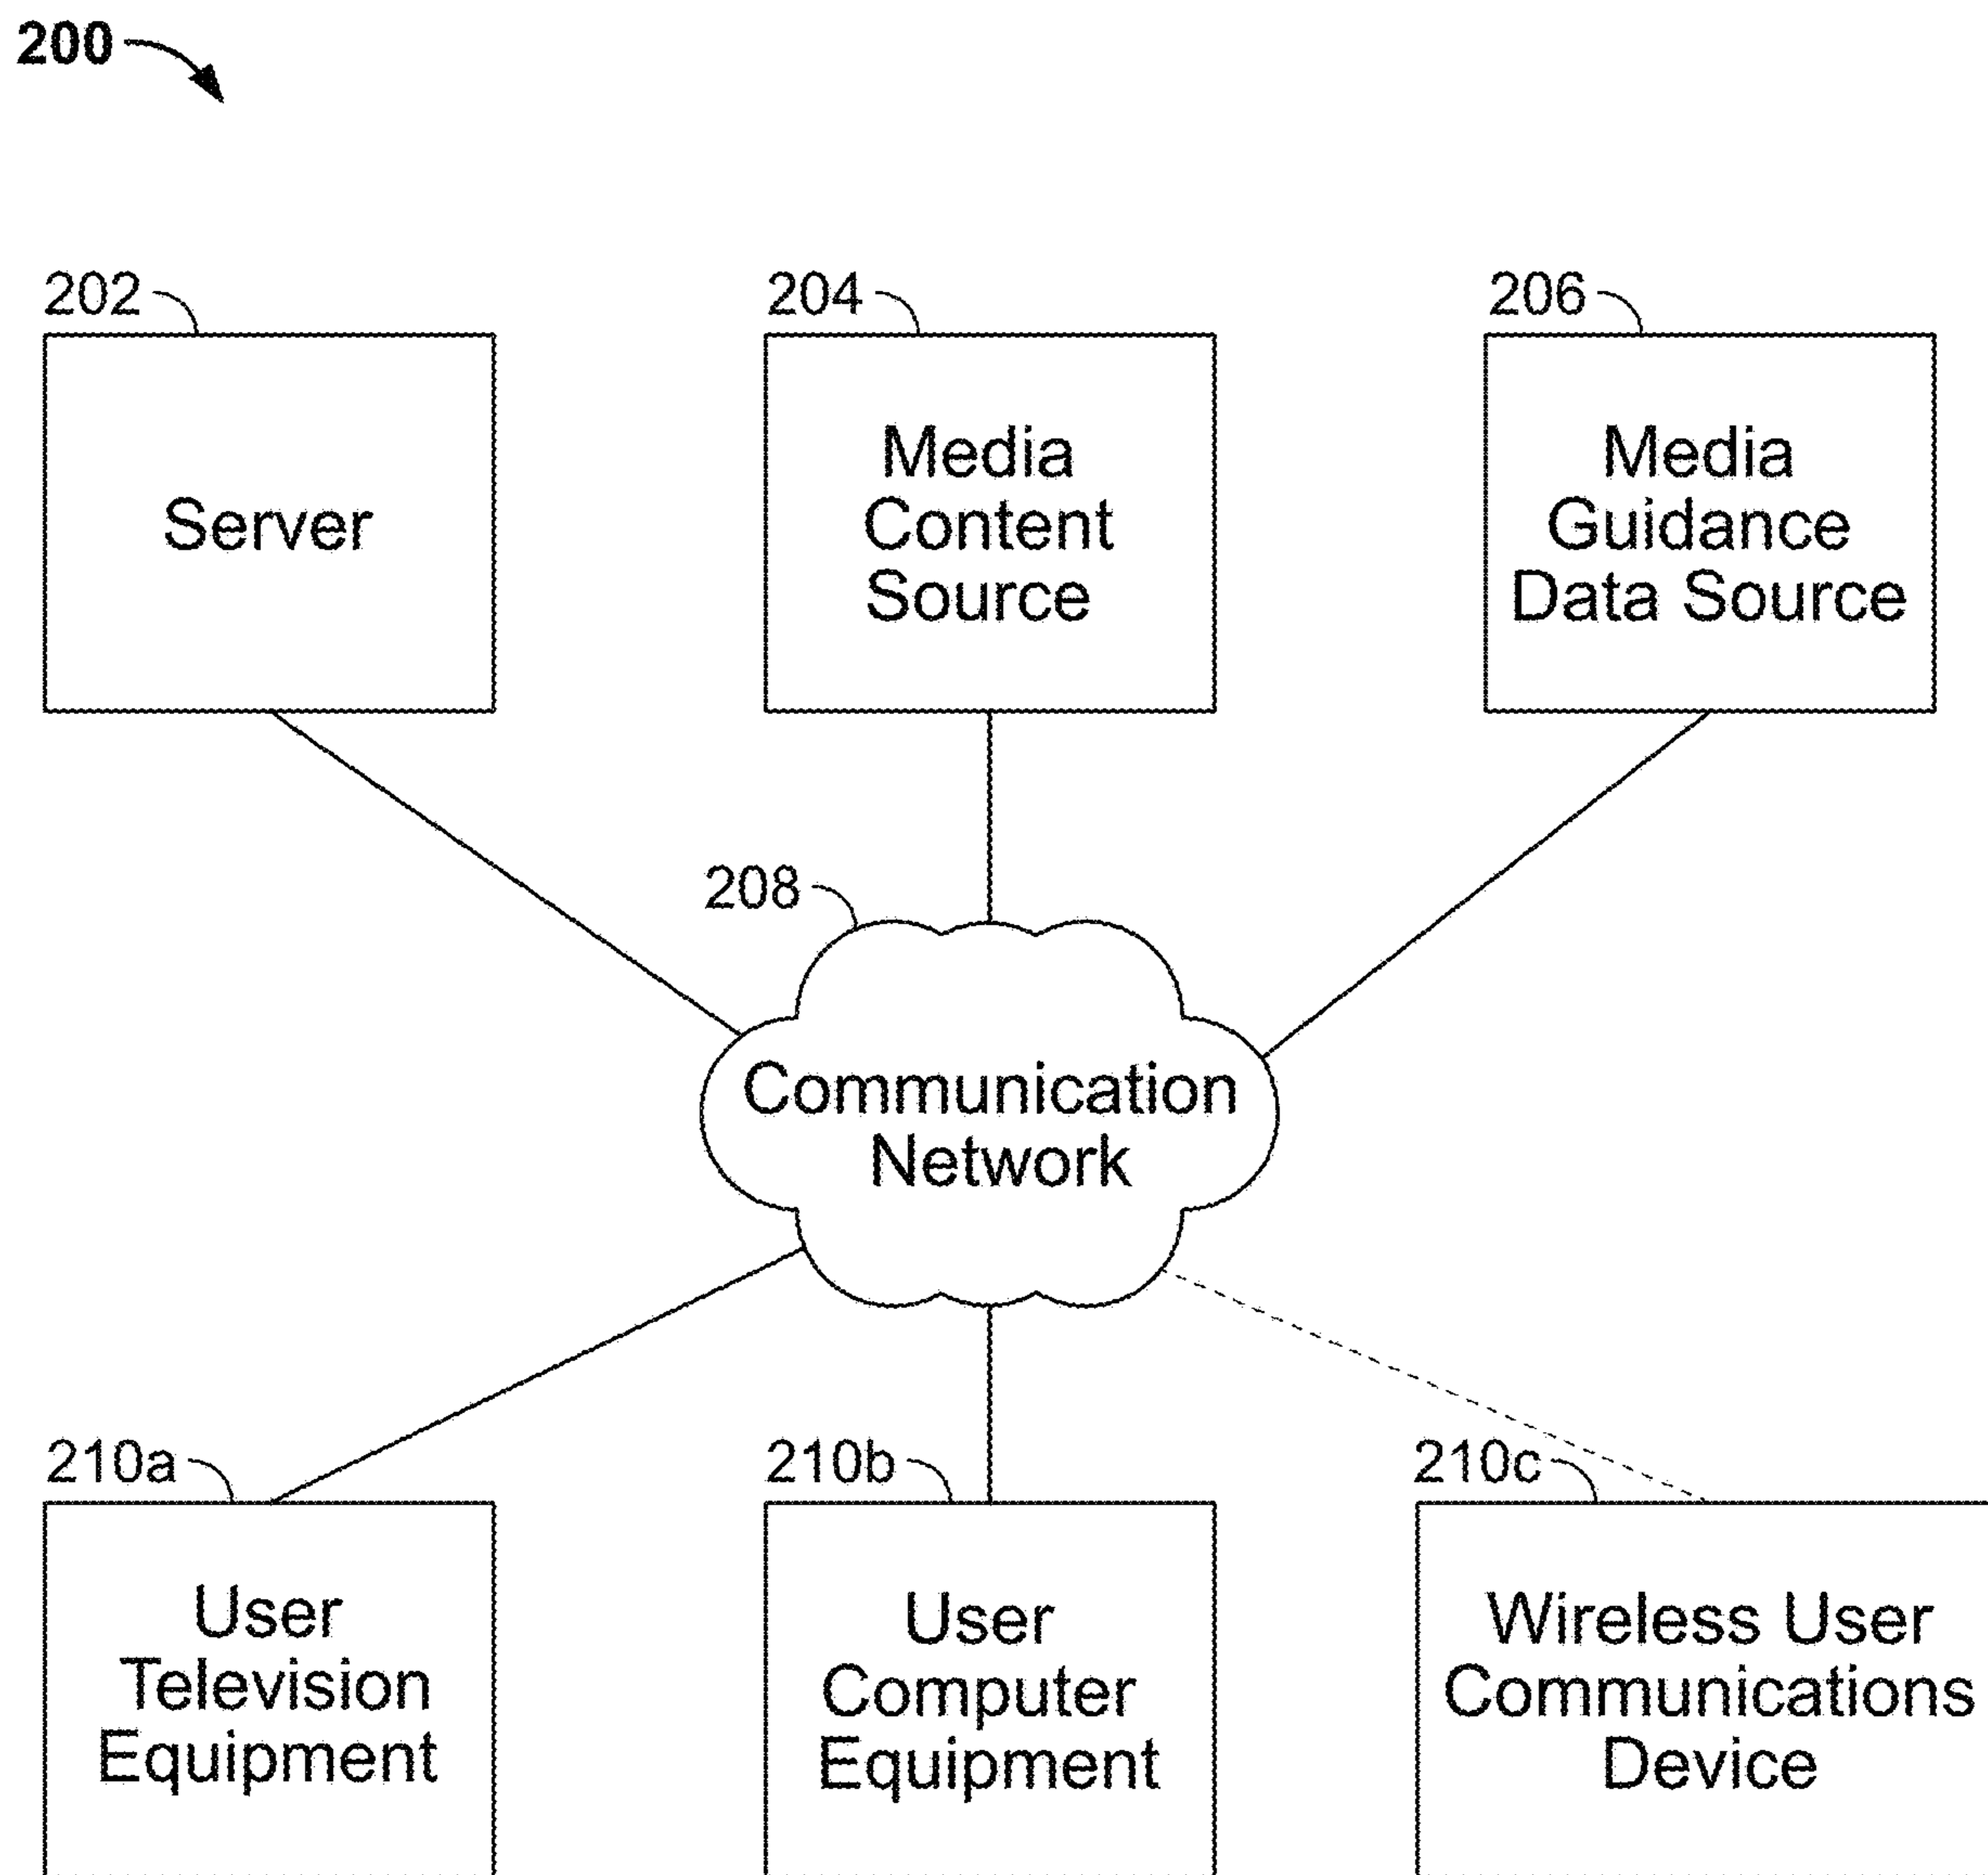 200
202
204
206
Server
Media
Content
Source
Media
Guidance
Data Source
208
Communication
Network
210a
210b
210c
User
Television
Equipment
User
Computer
Equipment
Wireless User
Communications
Device